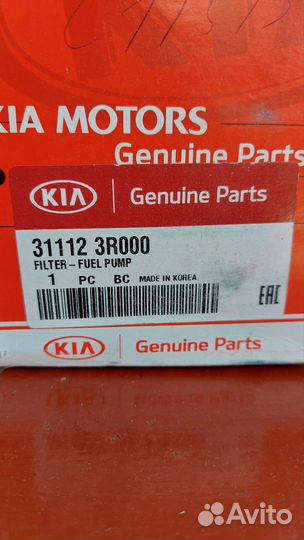 KIA MOTORS
Genuine Parts
KIA Genuine Parts
31112 3R000
FILTER-FUEL PUMP
1 PC BC MADE IN KOREA
EAC
KIA Genuine Parts
Avito